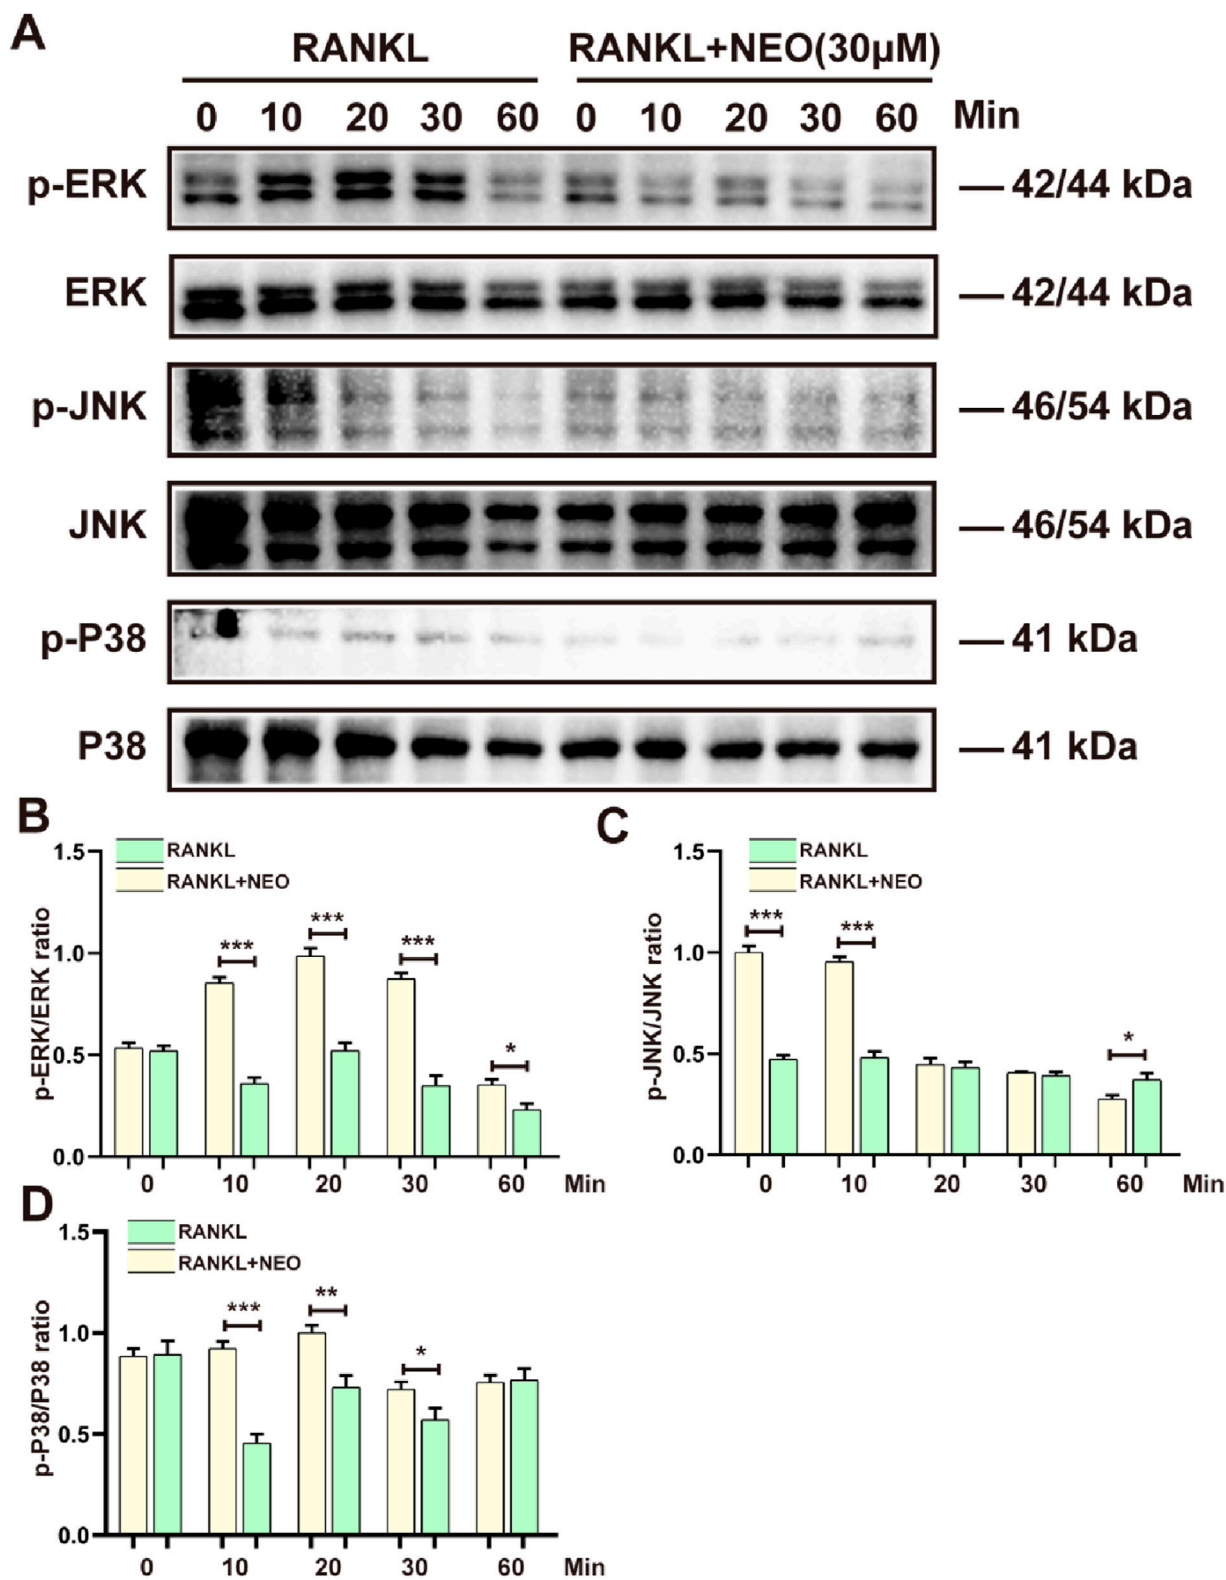 A
RANKL RANKL+NEO(30μM)
0 10 20 30 60 0 10 20 30 60 Min
p-ERK 42/44 kDa
ERK 42/44 kDa
p-JNK 46/54 kDa
JNK 46/54 kDa
p-P38 41 kDa
P38 41 kDa
B
RANKL
RANKL+NEO
p-ERK/ERK ratio
1.5
1.0
0.5
0.0
*** *** *** *
0 10 20 30 60 Min
C
RANKL
RANKL+NEO
p-JNK/JNK ratio
1.5
1.0
0.5
0.0
*** *** *
0 10 20 30 60 Min
D
RANKL
RANKL+NEO
p-P38/P38 ratio
1.5
1.0
0.5
0.0
*** ** *
0 10 20 30 60 Min